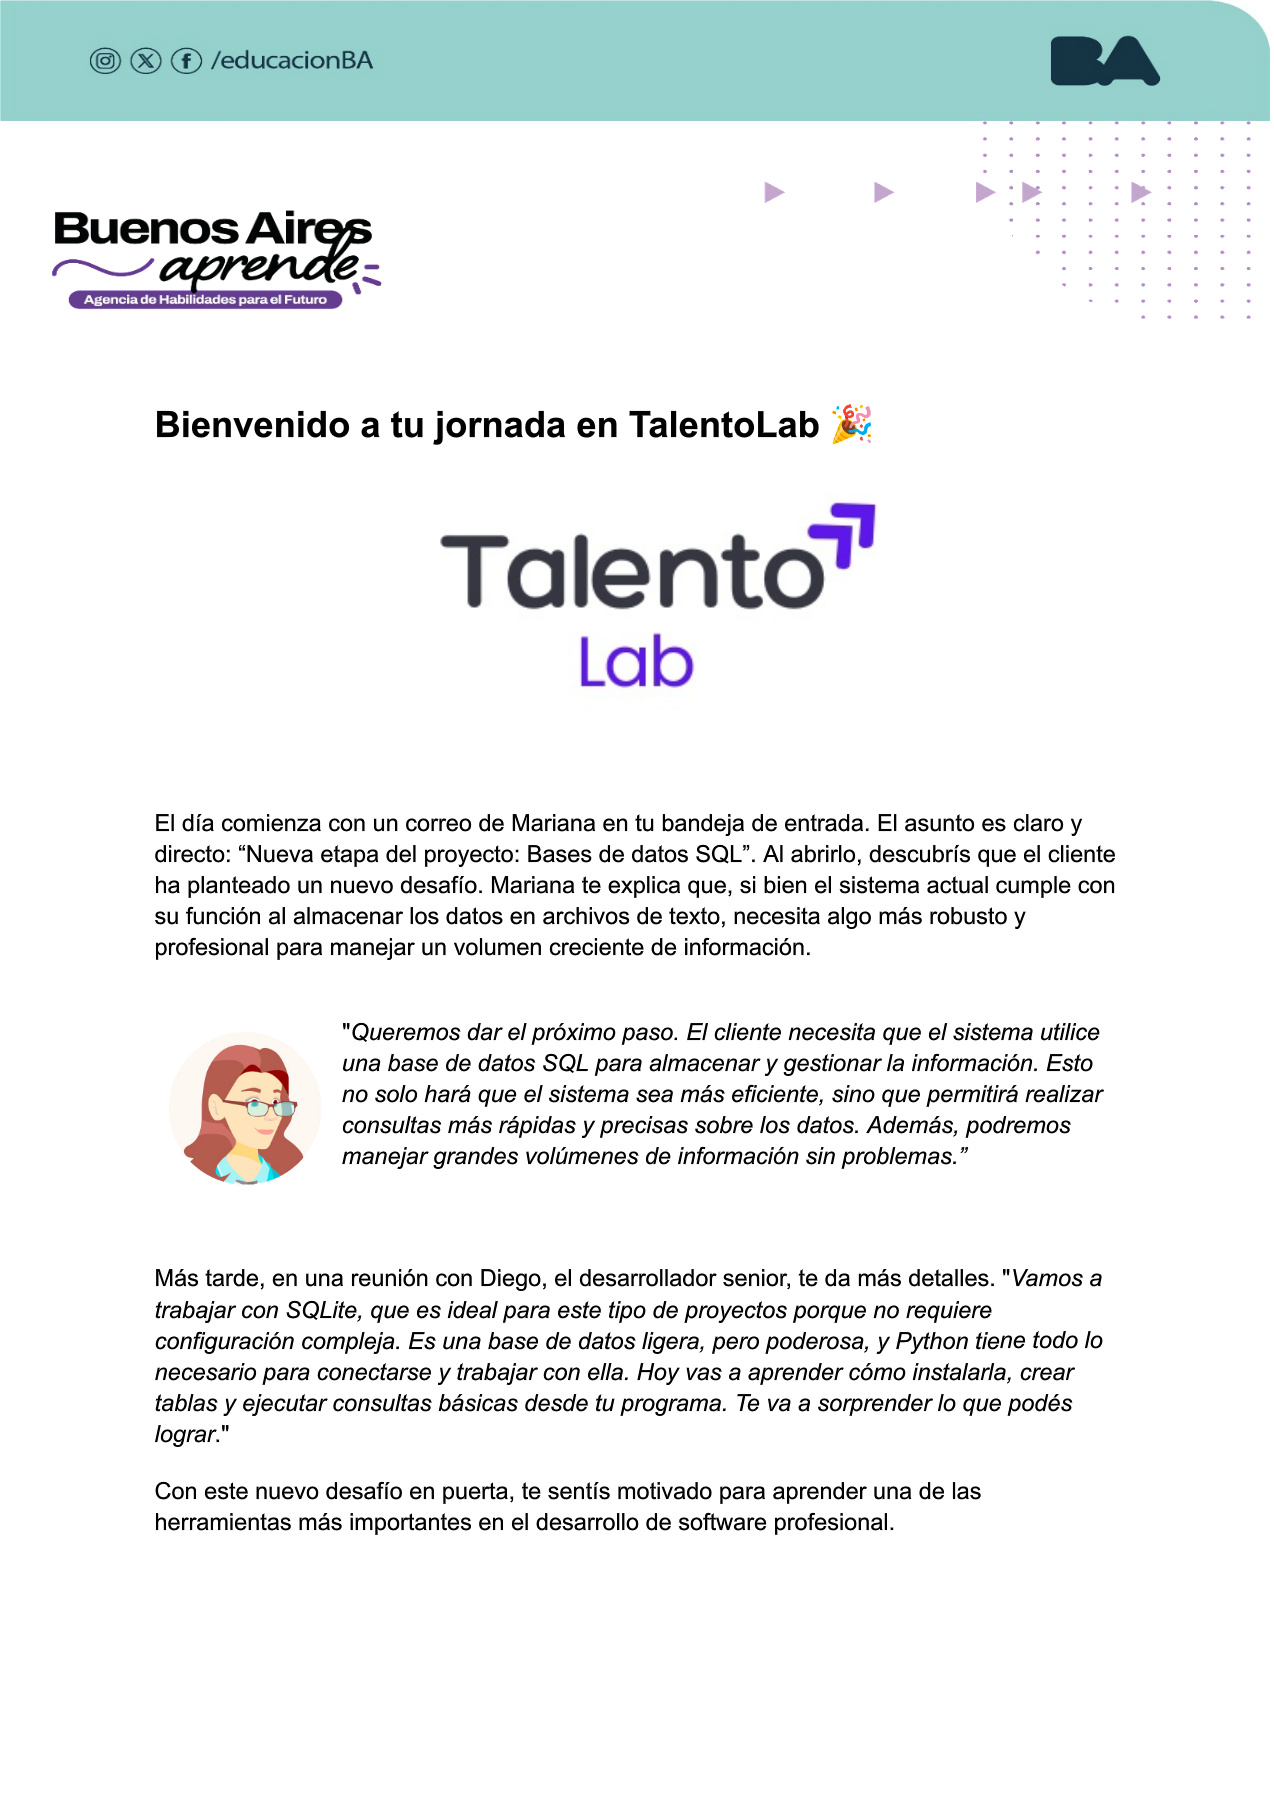 /educacionBA
BA
Buenos Aires
aprende
Agencia de Habilidades para el Futuro
Bienvenido a tu jornada en TalentoLab 🎉
Talento
Lab
El día comienza con un correo de Mariana en tu bandeja de entrada. El asunto es claro y
directo: “Nueva etapa del proyecto: Bases de datos SQL”. Al abrirlo, descubrís que el cliente
ha planteado un nuevo desafío. Mariana te explica que, si bien el sistema actual cumple con
su función al almacenar los datos en archivos de texto, necesita algo más robusto y
profesional para manejar un volumen creciente de información.
"Queremos dar el próximo paso. El cliente necesita que el sistema utilice
una base de datos SQL para almacenar y gestionar la información. Esto
no solo hará que el sistema sea más eficiente, sino que permitirá realizar
consultas más rápidas y precisas sobre los datos. Además, podremos
manejar grandes volúmenes de información sin problemas.”
Más tarde, en una reunión con Diego, el desarrollador senior, te da más detalles. "Vamos a
trabajar con SQLite, que es ideal para este tipo de proyectos porque no requiere
configuración compleja. Es una base de datos ligera, pero poderosa, y Python tiene todo lo
necesario para conectarse y trabajar con ella. Hoy vas a aprender cómo instalarla, crear
tablas y ejecutar consultas básicas desde tu programa. Te va a sorprender lo que podés
lograr."
Con este nuevo desafío en puerta, te sentís motivado para aprender una de las
herramientas más importantes en el desarrollo de software profesional.